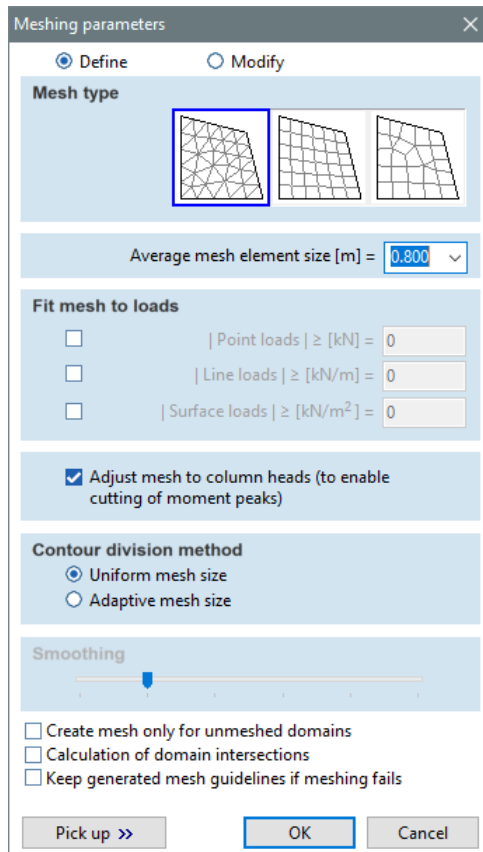 Meshing parameters
Define Modify
Mesh type
Average mesh element size [m] = 0.800
Fit mesh to loads
| Point loads | ≥ [kN] = 0
| Line loads | ≥ [kN/m] = 0
| Surface loads | ≥ [kN/m²] = 0
Adjust mesh to column heads (to enable
cutting of moment peaks)
Contour division method
Uniform mesh size
Adaptive mesh size
Smoothing
Create mesh only for unmeshed domains
Calculation of domain intersections
Keep generated mesh guidelines if meshing fails
Pick up >> OK Cancel